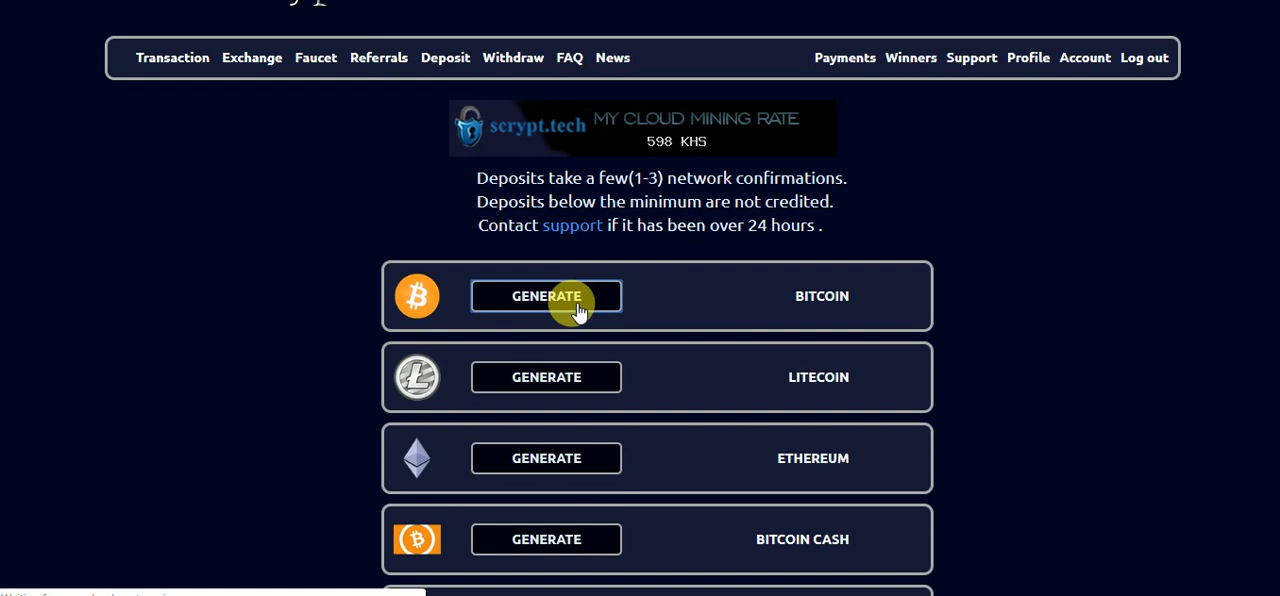 Transaction Exchange Faucet Referrals Deposit Withdraw FAQ News Payments Winners Support Profile Account Log out
scrypt.tech MY CLOUD MINING RATE
598 KHS
Deposits take a few(1-3) network confirmations.
Deposits below the minimum are not credited.
Contact support if it has been over 24 hours .
GENERATE BITCOIN
GENERATE LITECOIN
GENERATE ETHEREUM
GENERATE BITCOIN CASH